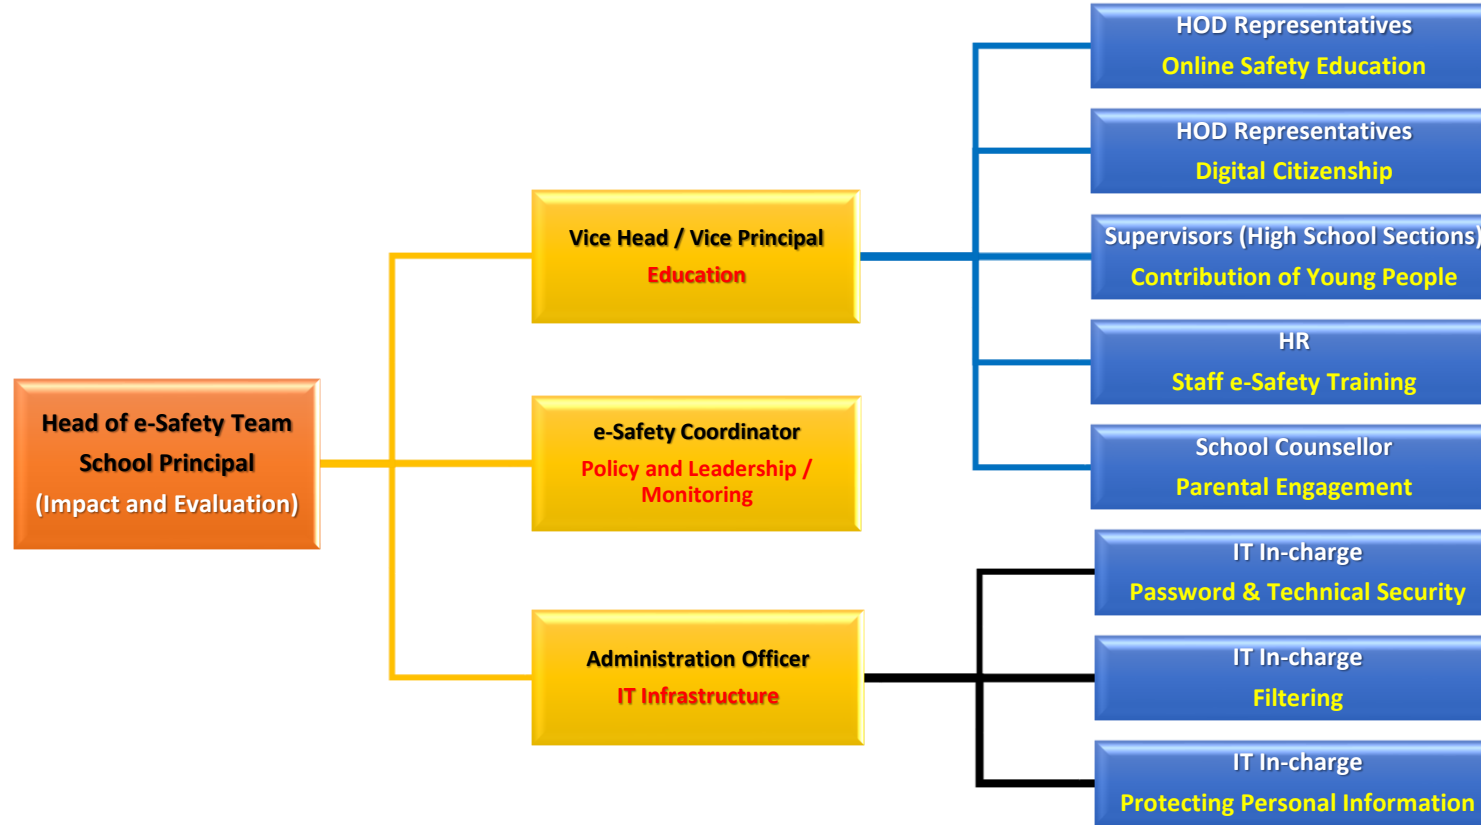 Head of e-Safety Team
School Principal
(Impact and Evaluation)
Vice Head / Vice Principal
Education
e-Safety Coordinator
Policy and Leadership /
Monitoring
Administration Officer
IT Infrastructure
HOD Representatives
Online Safety Education
HOD Representatives
Digital Citizenship
Supervisors (High School Sections)
Contribution of Young People
HR
Staff e-Safety Training
School Counsellor
Parental Engagement
IT In-charge
Password & Technical Security
IT In-charge
Filtering
IT In-charge
Protecting Personal Information